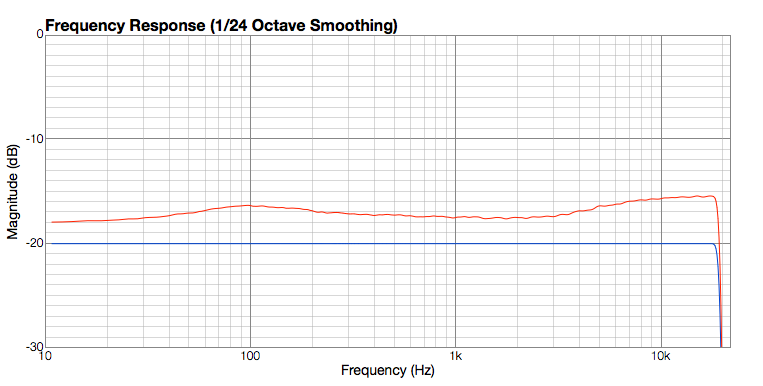 Frequency Response (1/24 Octave Smoothing)
0
-10
-20
-30
Magnitude (dB)
10
100
1k
10k
Frequency (Hz)